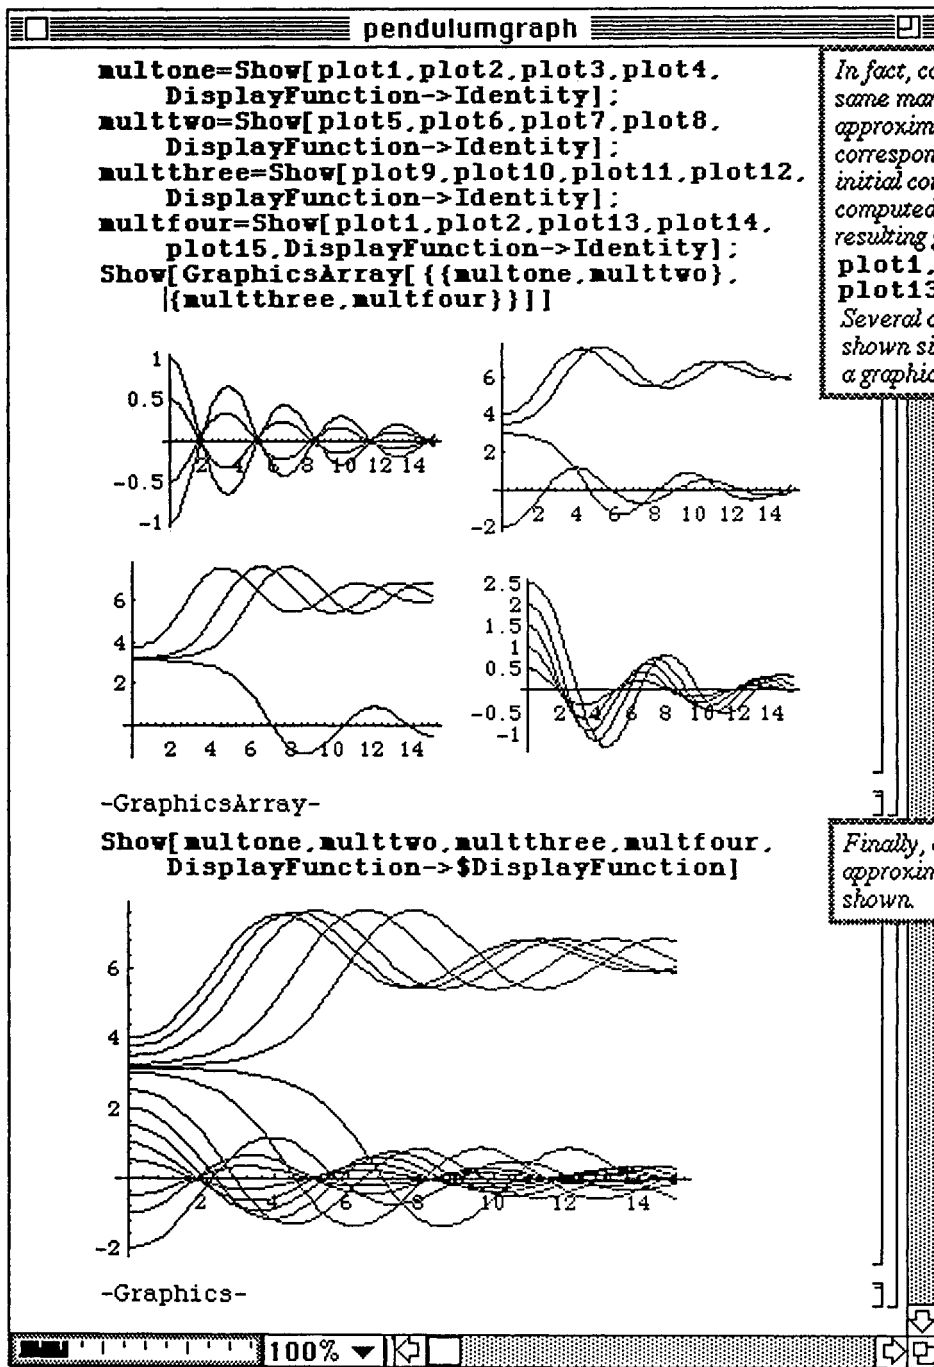 pendulumgraph
multone=Show[plot1,plot2,plot3,plot4,
DisplayFunction->Identity];
multtwo=Show[plot5,plot6,plot7,plot8,
DisplayFunction->Identity];
multthree=Show[plot9,plot10,plot11,plot12,
DisplayFunction->Identity];
multfour=Show[plot1,plot2,plot13,plot14,
plot15,DisplayFunction->Identity];
Show[GraphicsArray[{{multone,multtwo},
{multthree,multfour}}]]
In fact, co
same man
approxim
correspon
initial con
computed
resulting
plot1,
plot13
Several o
shown si
a graphic
1
0.5
-0.5
-1
2 4 6 8 10 12 14
6
4
2
-2
2 4 6 8 10 12 14
6
4
2
2 4 6 8 10 12 14
2.5
2
1.5
1
0.5
-0.5
-1
2 4 6 8 10 12 14
-GraphicsArray-
Show[multone,multtwo,multthree,multfour,
DisplayFunction->$DisplayFunction]
Finally,
approxim
shown.
6
4
2
-2
2 4 6 8 10 12 14
-Graphics-
100%